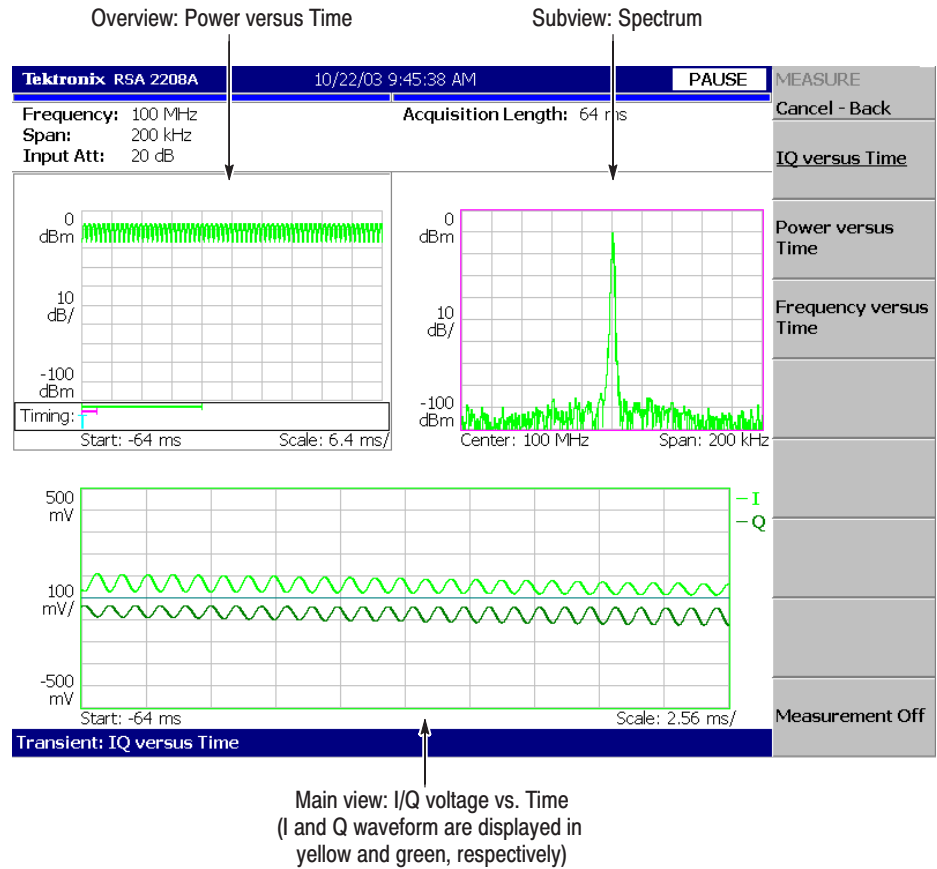 Overview: Power versus Time
Subview: Spectrum
Tektronix RSA 2208A
10/22/03 9:45:38 AM
PAUSE
MEASURE
Cancel - Back
Frequency: 100 MHz
Acquisition Length: 64 ms
Span: 200 kHz
Input Att: 20 dB
IQ versus Time
Power versus
Time
Frequency versus
Time
Measurement Off
0
dBm
10
dB/
-100
dBm
Timing:
Start: -64 ms
Scale: 6.4 ms/
0
dBm
10
dB/
-100
dBm
Center: 100 MHz
Span: 200 kHz
500
mV
100
mV/
-500
mV
I
Q
Start: -64 ms
Scale: 2.56 ms/
Transient: IQ versus Time
Main view: I/Q voltage vs. Time
(I and Q waveform are displayed in
yellow and green, respectively)